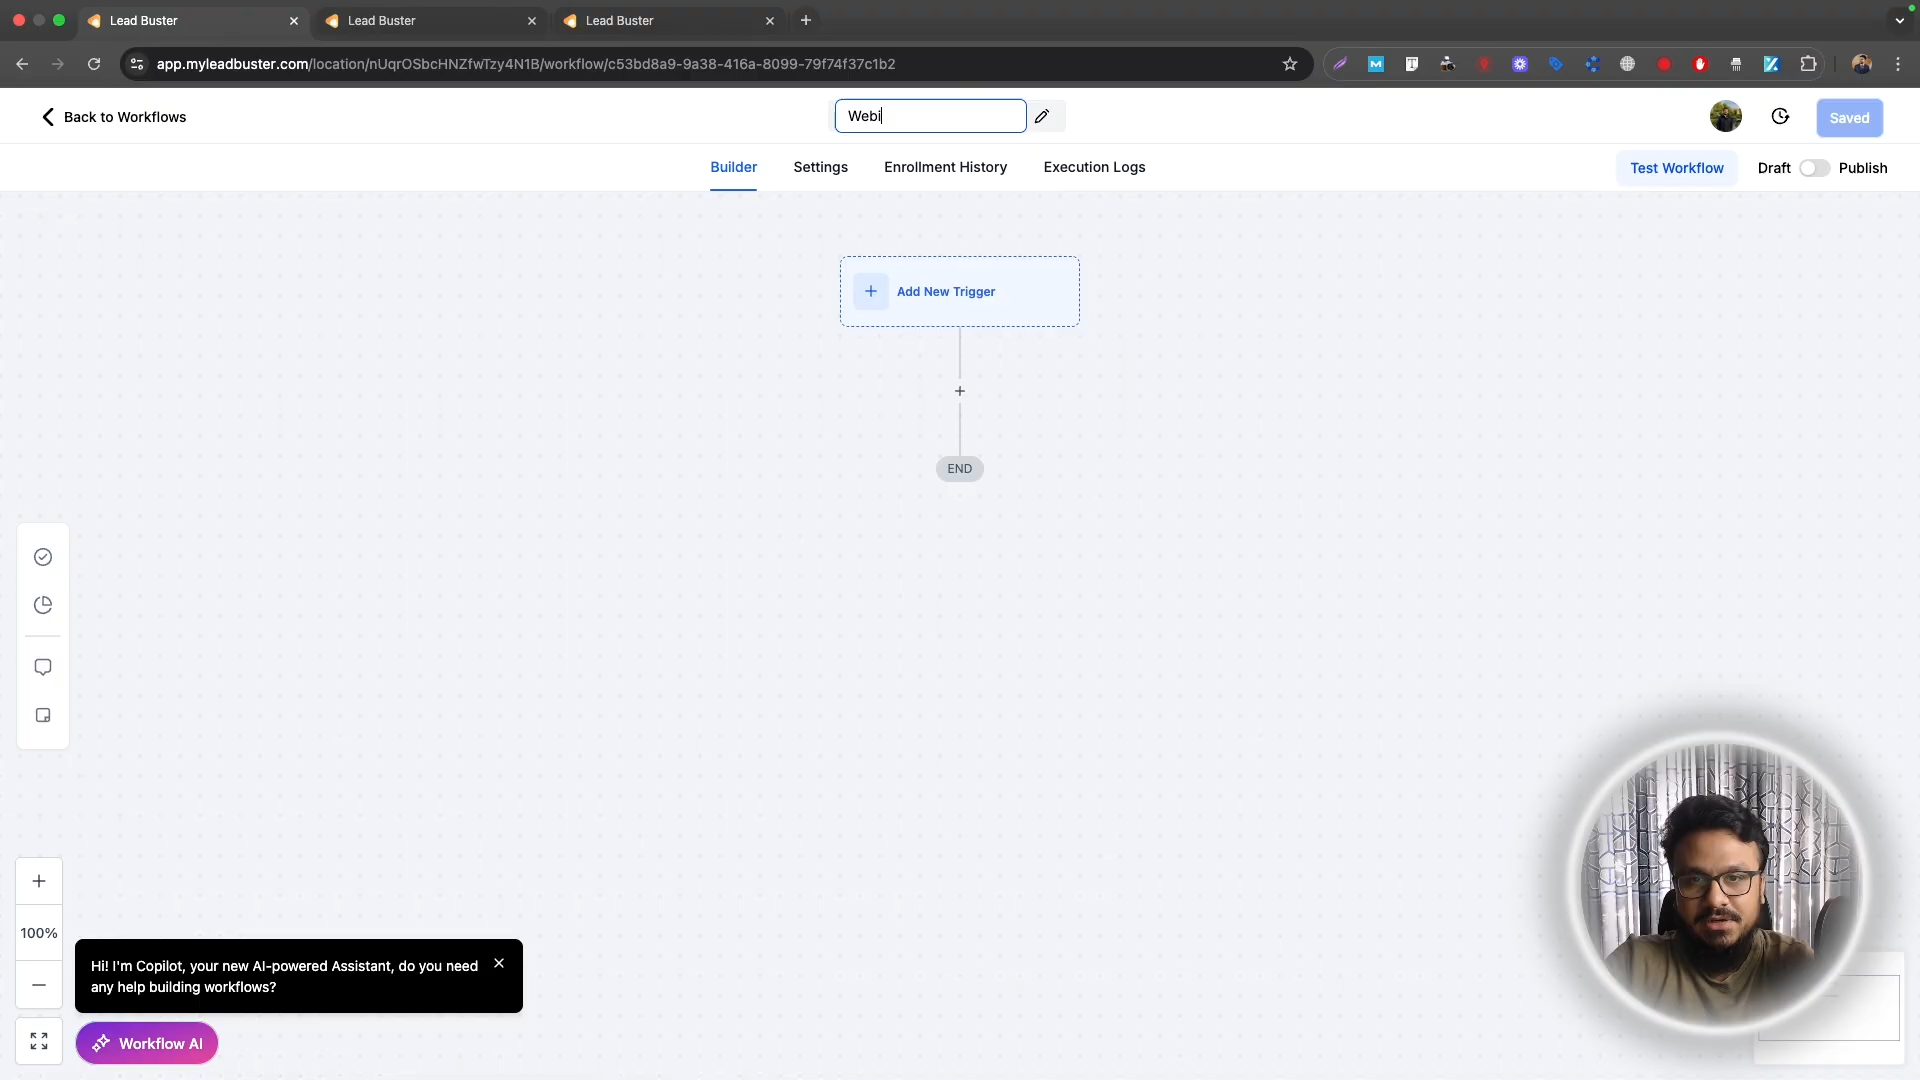 Lead Buster
Lead Buster
Lead Buster
app.myleadbuster.com/location/nUqrOSbcHNZfwTzy4N1B/workflow/c53bd8a9-9a38-416a-8099-79f74f37c1b2
Back to Workflows
Webi
Saved
Builder
Settings
Enrollment History
Execution Logs
Test Workflow
Draft
Publish
Add New Trigger
END
100%
Hi! I'm Copilot, your new AI-powered Assistant, do you need
any help building workflows?
Workflow AI